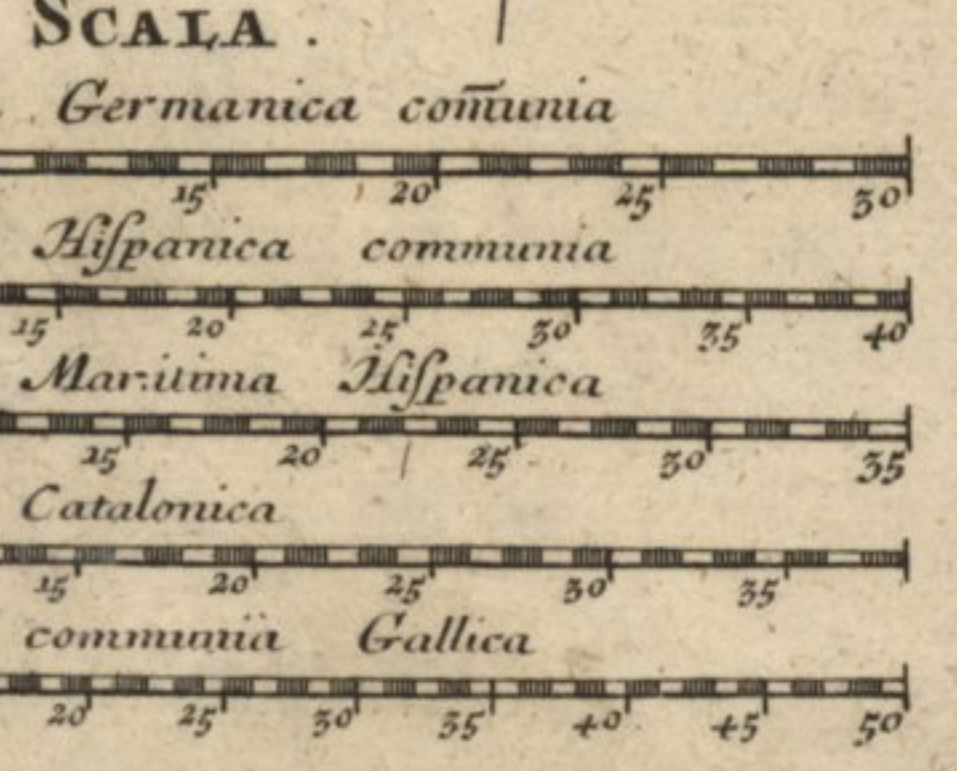 SCALA.
Germanica com̅unia
15 20 25 30
Hiſpanica communia
15 20 25 30 35 40
Maritima Hiſpanica
15 20 25 30 35
Catalonica
15 20 25 30 35
communia Gallica
20 25 30 35 40 45 50